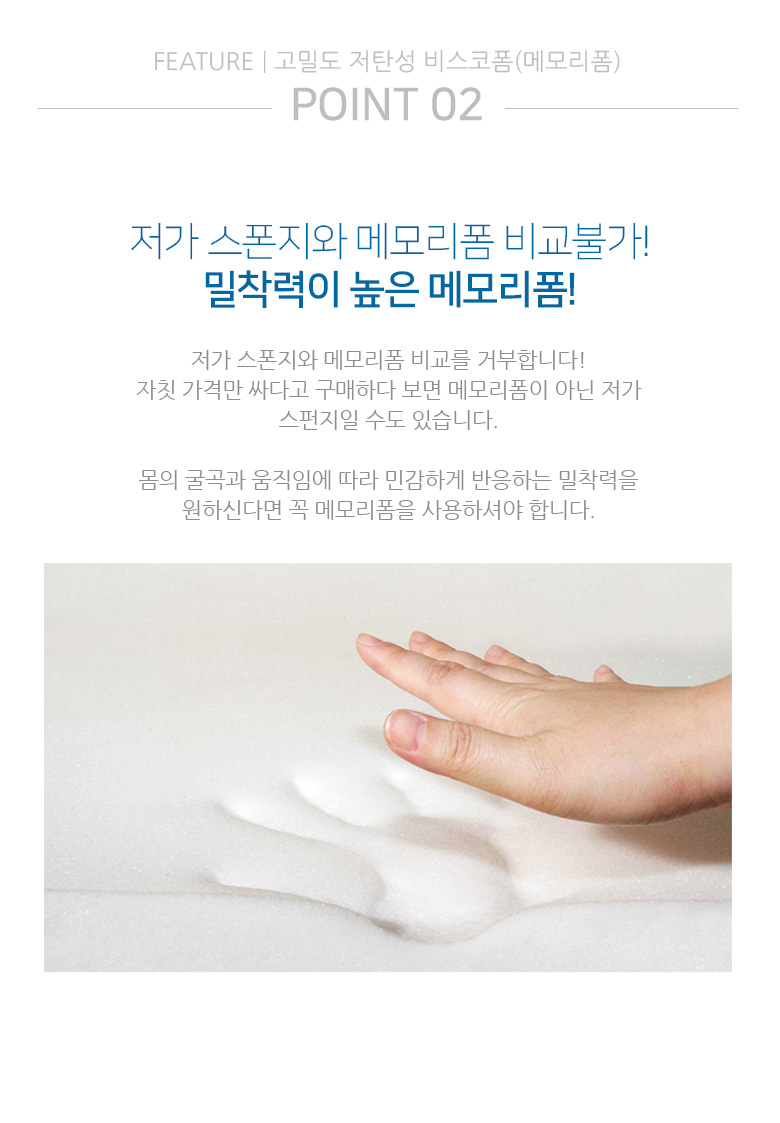 FEATURE | 고밀도 저탄성 비스코폼(메모리폼)
POINT 02
저가 스폰지와 메모리폼 비교불가!
밀착력이 높은 메모리폼!
저가 스폰지와 메모리폼 비교를 거부합니다!
자칫 가격만 싸다고 구매하다 보면 메모리폼이 아닌 저가
스펀지일 수도 있습니다.
몸의 굴곡과 움직임에 따라 민감하게 반응하는 밀착력을
원하신다면 꼭 메모리폼을 사용하셔야 합니다.